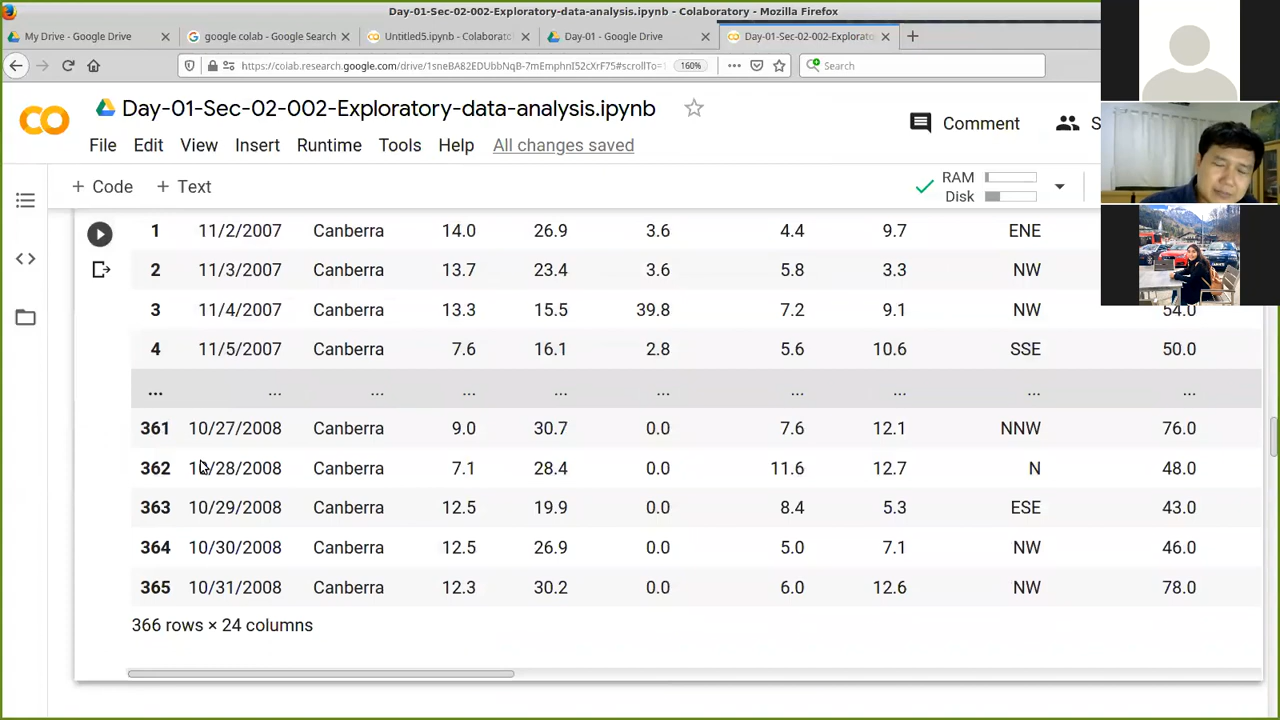 Day-01-Sec-02-002-Exploratory-data-analysis.ipynb - Colaboratory - Mozilla Firefox
My Drive - Google Drive × google colab - Google Search × Untitled5.ipynb - Colaborato × Day-01 - Google Drive × Day-01-Sec-02-002-Explorato ×
https://colab.research.google.com/drive/1sneBA82EDUbbNqB-7mEmphnI52cXrF75#scrollTo= 160% Search
Day-01-Sec-02-002-Exploratory-data-analysis.ipynb
Comment S
File Edit View Insert Runtime Tools Help All changes saved
+ Code + Text RAM
Disk
1 11/2/2007 Canberra 14.0 26.9 3.6 4.4 9.7 ENE
2 11/3/2007 Canberra 13.7 23.4 3.6 5.8 3.3 NW
3 11/4/2007 Canberra 13.3 15.5 39.8 7.2 9.1 NW 54.0
4 11/5/2007 Canberra 7.6 16.1 2.8 5.6 10.6 SSE 50.0
... ... ... ... ... ... ... ... ... ...
361 10/27/2008 Canberra 9.0 30.7 0.0 7.6 12.1 NNW 76.0
362 10/28/2008 Canberra 7.1 28.4 0.0 11.6 12.7 N 48.0
363 10/29/2008 Canberra 12.5 19.9 0.0 8.4 5.3 ESE 43.0
364 10/30/2008 Canberra 12.5 26.9 0.0 5.0 7.1 NW 46.0
365 10/31/2008 Canberra 12.3 30.2 0.0 6.0 12.6 NW 78.0
366 rows × 24 columns